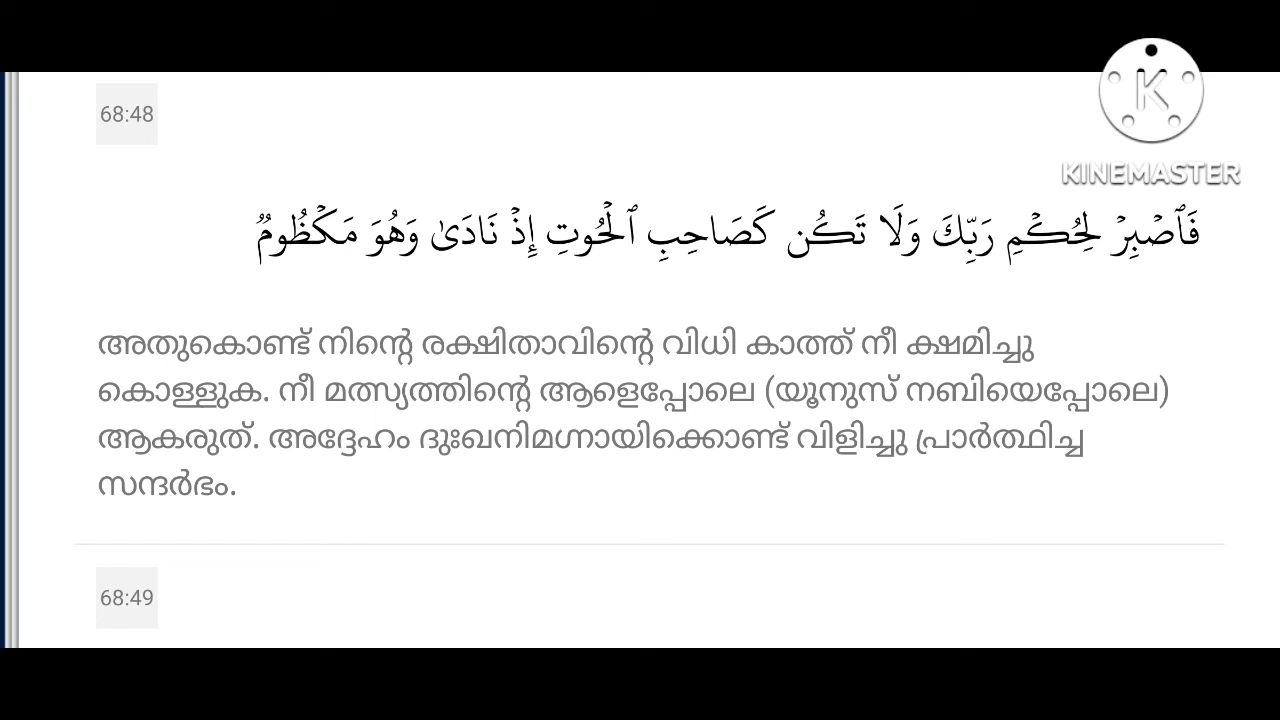 68:48
KINEMASTER
فَٱصْبِرْ لِحُكْمِ رَبِّكَ وَلَا تَكُن كَصَاحِبِ ٱلْحُوتِ إِذْ نَادَىٰ وَهُوَ مَكْظُومٌ
അതുകൊണ്ട് നിന്റെ രക്ഷിതാവിന്റെ വിധി കാത്ത് നീ ക്ഷമിച്ചു
കൊള്ളുക. നീ മത്സ്യത്തിന്റെ ആളെപ്പോലെ (യൂനുസ് നബിയെപ്പോലെ)
ആകരുത്. അദ്ദേഹം ദുഃഖനിമഗ്നായിക്കൊണ്ട് വിളിച്ചു പ്രാർത്ഥിച്ച
സന്ദർഭം.
68:49